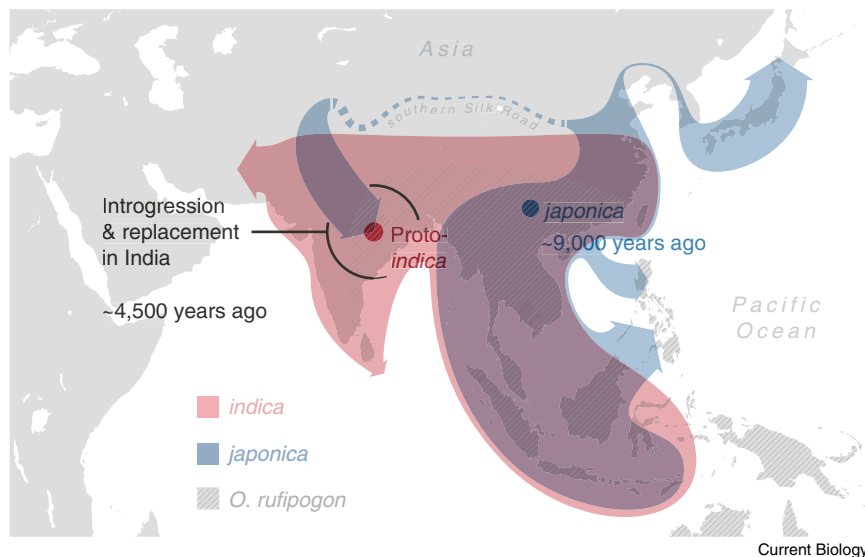 Asia
southern Silk Road
Introgression
& replacement
in India
~4,500 years ago
Proto-
indica
japonica
~9,000 years ago
Pacific
Ocean
indica
japonica
O. rufipogon
Current Biology